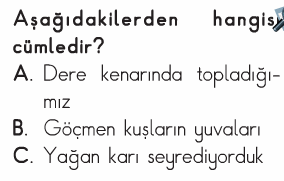 Aşağıdakilerden hangisi
cümledir?
A. Dere kenarında topladığı-
mız
B. Göçmen kuşların yuvaları
C. Yağan karı seyrediyorduk